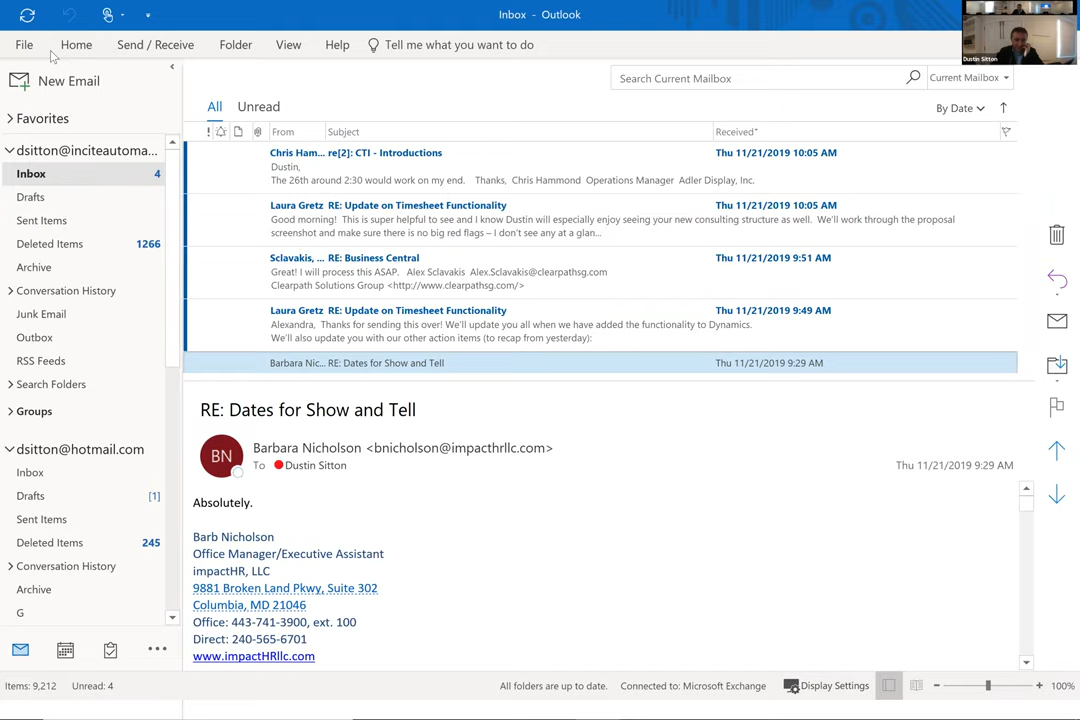 Inbox - Outlook
Dustin Sitton
File Home Send / Receive Folder View Help Tell me what you want to do
New Email
Search Current Mailbox Current Mailbox
All Unread
By Date
Favorites
! From Subject Received
dsitton@inciteautoma...
Inbox 4
Drafts
Sent Items
Deleted Items 1266
Archive
Conversation History
Junk Email
Outbox
RSS Feeds
Search Folders
Groups
dsitton@hotmail.com
Inbox
Drafts [1]
Sent Items
Deleted Items 245
Conversation History
Archive
G
Chris Ham... re[2]: CTI - Introductions Thu 11/21/2019 10:05 AM
Dustin,
The 26th around 2:30 would work on my end. Thanks, Chris Hammond Operations Manager Adler Display, Inc.
Laura Gretz RE: Update on Timesheet Functionality Thu 11/21/2019 10:05 AM
Good morning! This is super helpful to see and I know Dustin will especially enjoy seeing your new consulting structure as well. We'll work through the proposal
screenshot and make sure there is no big red flags – I don't see any at a glan...
Sclavakis, ... RE: Business Central Thu 11/21/2019 9:51 AM
Great! I will process this ASAP. Alex Sclavakis Alex.Sclavakis@clearpathsg.com
Clearpath Solutions Group <http://www.clearpathsg.com/>
Laura Gretz RE: Update on Timesheet Functionality Thu 11/21/2019 9:49 AM
Alexandra, Thanks for sending this over! We'll update you all when we have added the functionality to Dynamics.
We'll also update you with our other action items (to recap from yesterday):
Barbara Nic... RE: Dates for Show and Tell Thu 11/21/2019 9:29 AM
RE: Dates for Show and Tell
BN
Barbara Nicholson <bnicholson@impacthrllc.com>
To Dustin Sitton
Thu 11/21/2019 9:29 AM
Absolutely.
Barb Nicholson
Office Manager/Executive Assistant
impactHR, LLC
9881 Broken Land Pkwy, Suite 302
Columbia, MD 21046
Office: 443-741-3900, ext. 100
Direct: 240-565-6701
www.impactHRllc.com
Items: 9,212 Unread: 4 All folders are up to date. Connected to: Microsoft Exchange Display Settings 100%